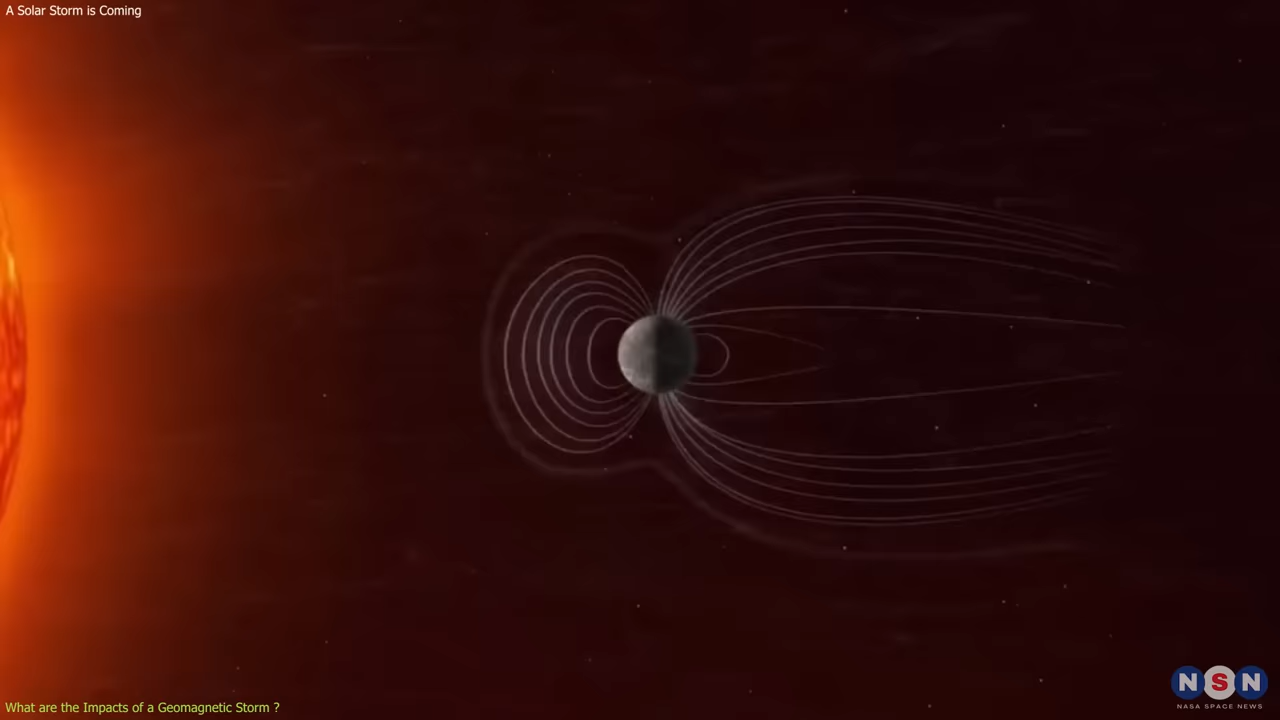 A Solar Storm is Coming
What are the Impacts of a Geomagnetic Storm ?
NSN
NASA SPACE NEWS